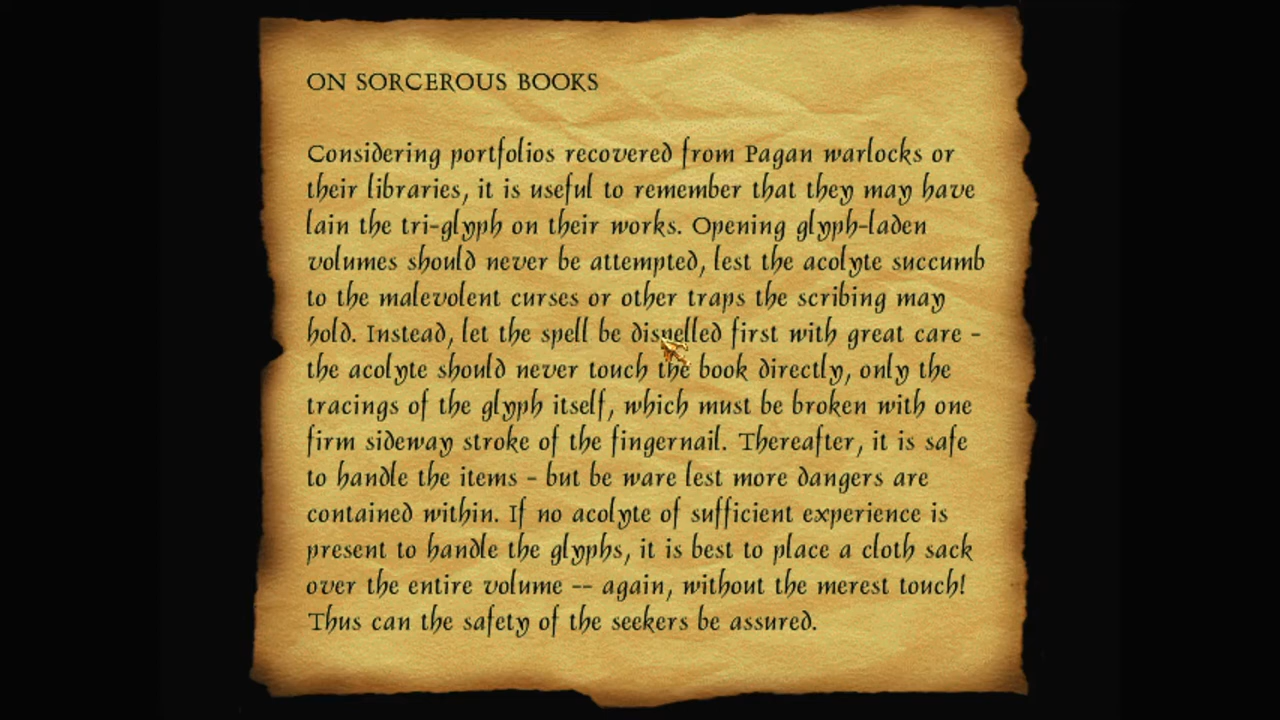 ON SORCEROUS BOOKS
Considering portfolios recovered from Pagan warlocks or
their libraries, it is useful to remember that they may have
lain the tri-glyph on their works. Opening glyph-laden
volumes should never be attempted, lest the acolyte succumb
to the malevolent curses or other traps the scribing may
hold. Instead, let the spell be dispelled first with great care -
the acolyte should never touch the book directly, only the
tracings of the glyph itself, which must be broken with one
firm sideway stroke of the fingernail. Thereafter, it is safe
to handle the items - but be ware lest more dangers are
contained within. If no acolyte of sufficient experience is
present to handle the glyphs, it is best to place a cloth sack
over the entire volume -- again, without the merest touch!
Thus can the safety of the seekers be assured.